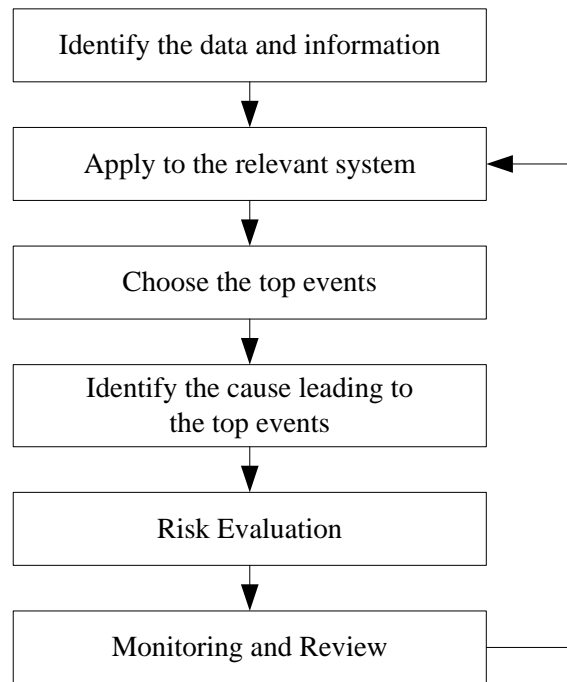 Identify the data and information
Apply to the relevant system
Choose the top events
Identify the cause leading to
the top events
Risk Evaluation
Monitoring and Review